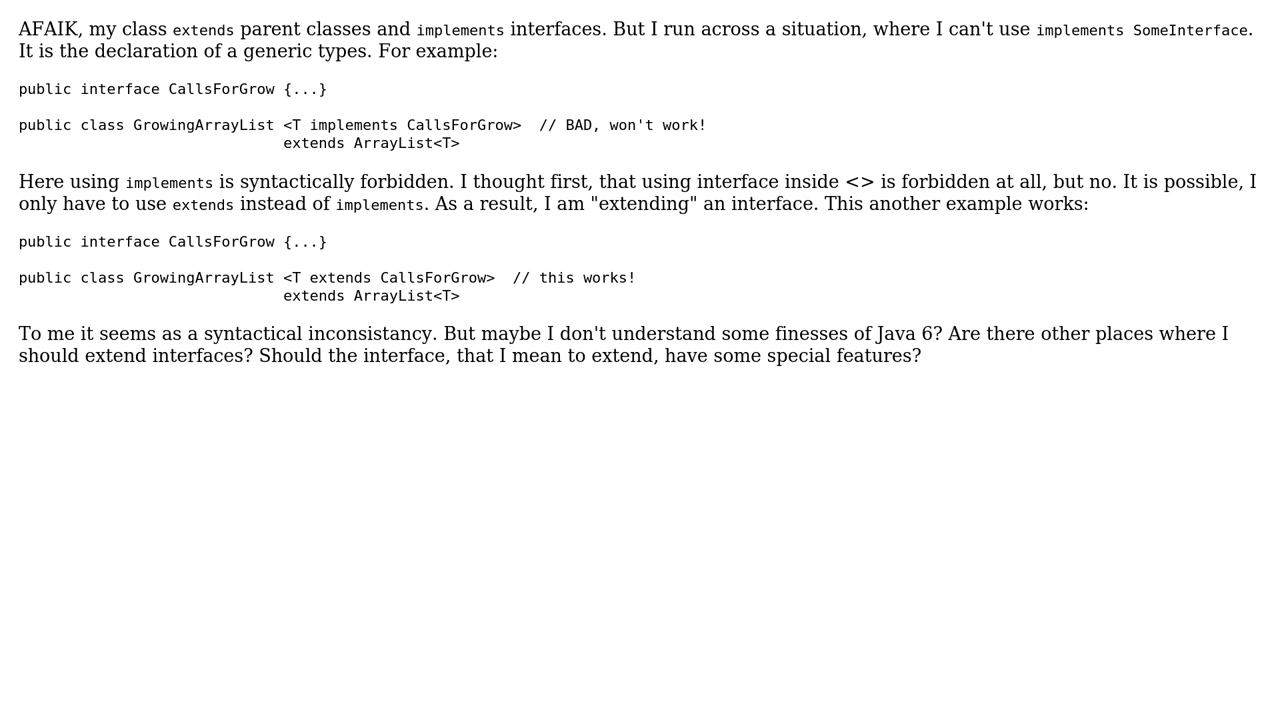 AFAIK, my class extends parent classes and implements interfaces. But I run across a situation, where I can't use implements SomeInterface.
It is the declaration of a generic types. For example:
public interface CallsForGrow {...}
public class GrowingArrayList <T implements CallsForGrow>  // BAD, won't work!
                              extends ArrayList<T>
Here using implements is syntactically forbidden. I thought first, that using interface inside <> is forbidden at all, but no. It is possible, I
only have to use extends instead of implements. As a result, I am "extending" an interface. This another example works:
public interface CallsForGrow {...}
public class GrowingArrayList <T extends CallsForGrow>  // this works!
                              extends ArrayList<T>
To me it seems as a syntactical inconsistancy. But maybe I don't understand some finesses of Java 6? Are there other places where I
should extend interfaces? Should the interface, that I mean to extend, have some special features?